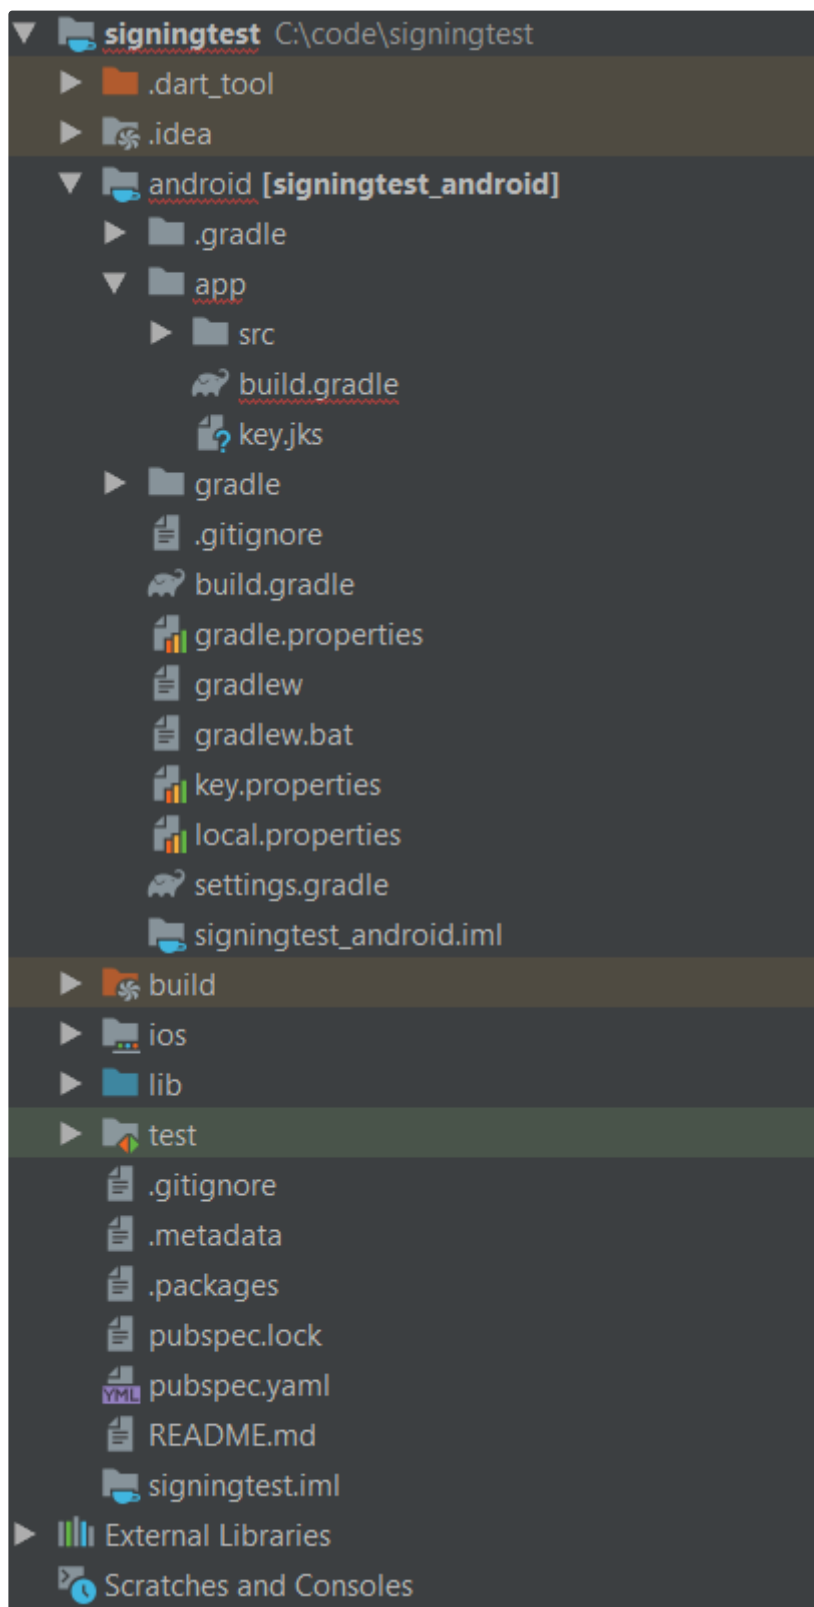 signingtest C:\code\signingtest
.dart_tool
.idea
android [signingtest_android]
.gradle
app
src
build.gradle
key.jks
gradle
.gitignore
build.gradle
gradle.properties
gradlew
gradlew.bat
key.properties
local.properties
settings.gradle
signingtest_android.iml
build
ios
lib
test
.gitignore
.metadata
.packages
pubspec.lock
YML pubspec.yaml
README.md
signingtest.iml
External Libraries
Scratches and Consoles